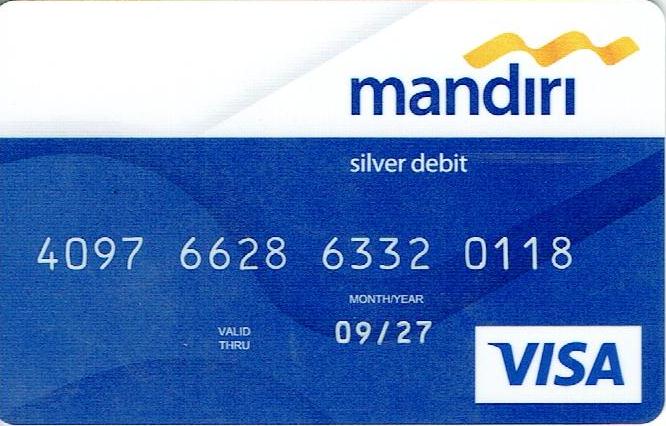 mandiri
silver debit
4097 6628 6332 0118
MONTH/YEAR
VALID THRU 09/27
VISA